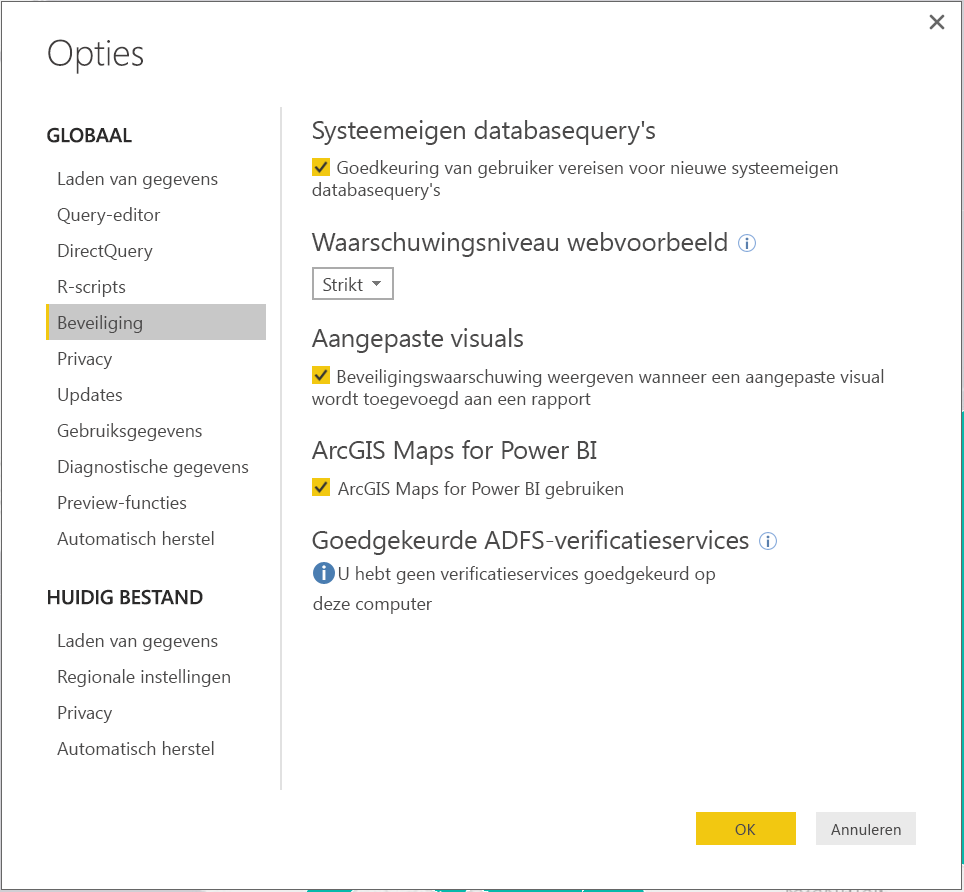 Opties
GLOBAAL
Laden van gegevens
Query-editor
DirectQuery
R-scripts
Beveiliging
Privacy
Updates
Gebruiksgegevens
Diagnostische gegevens
Preview-functies
Automatisch herstel
HUIDIG BESTAND
Laden van gegevens
Regionale instellingen
Privacy
Automatisch herstel
Systeemeigen databasequery's
Goedkeuring van gebruiker vereisen voor nieuwe systeemeigen
databasequery's
Waarschuwingsniveau webvoorbeeld
Strikt
Aangepaste visuals
Beveiligingswaarschuwing weergeven wanneer een aangepaste visual
wordt toegevoegd aan een rapport
ArcGIS Maps for Power BI
ArcGIS Maps for Power BI gebruiken
Goedgekeurde ADFS-verificatieservices
U hebt geen verificatieservices goedgekeurd op
deze computer
OK
Annuleren